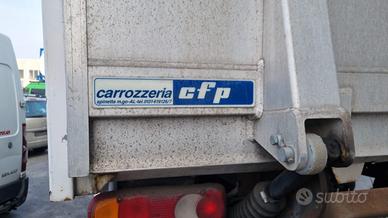 carrozzeria cfp
spinetta m.go-AL-tel.0131-619126/7
subito